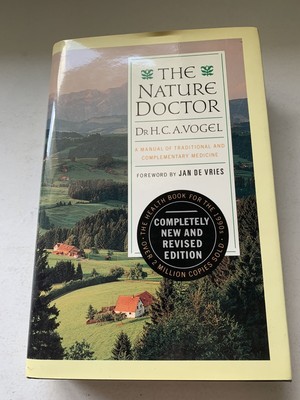 THE
NATURE
DOCTOR
DR H.C.A.VOGEL
A MANUAL OF TRADITIONAL AND
COMPLEMENTARY MEDICINE
FOREWORD BY JAN DE VRIES
THE HEALTH BOOK FOR THE 1990s
COMPLETELY
NEW AND
REVISED
EDITION
OVER 2 MILLION COPIES SOLD